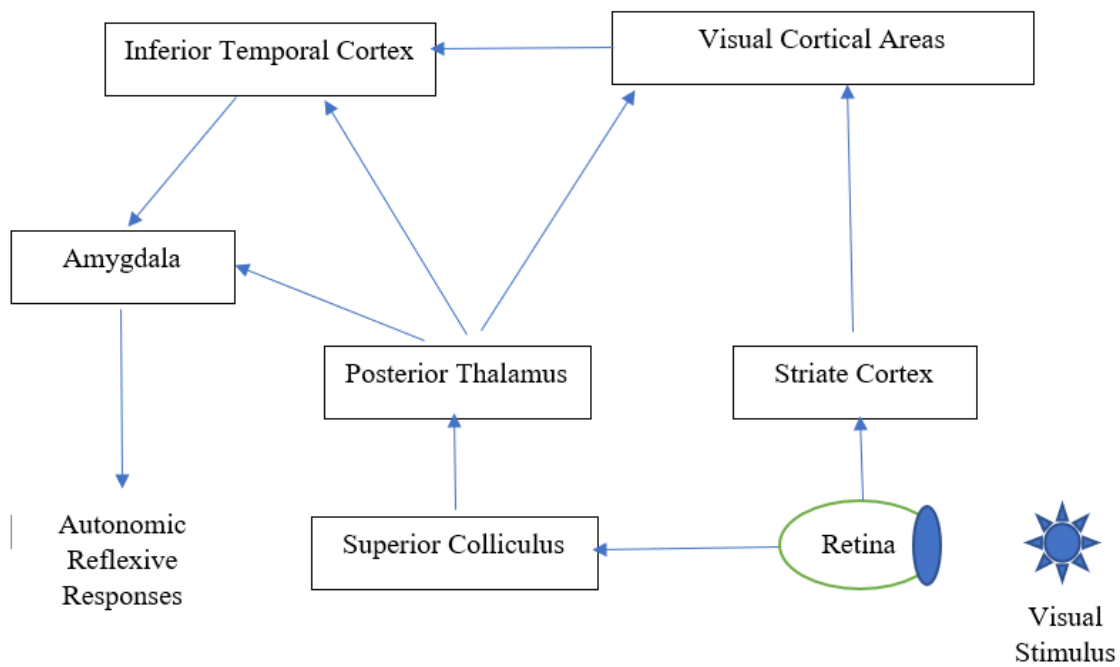 Inferior Temporal Cortex
Visual Cortical Areas
Amygdala
Posterior Thalamus
Striate Cortex
Autonomic
Reflexive
Responses
Superior Colliculus
Retina
Visual
Stimulus